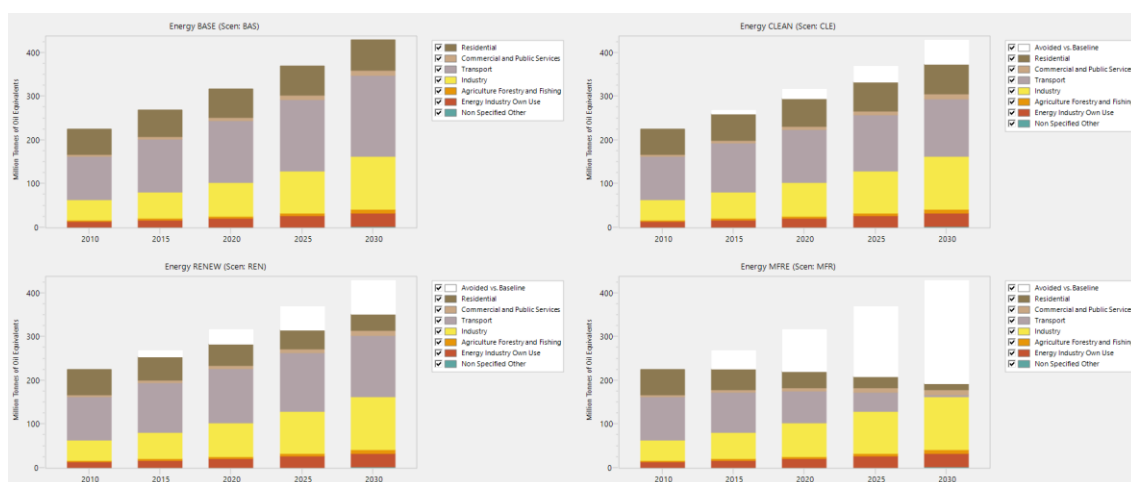 Energy BASE (Scen: BAS)
Million Tonnes of Oil Equivalents
400
300
200
100
0
2010 2015 2020 2025 2030
Residential
Commercial and Public Services
Transport
Industry
Agriculture Forestry and Fishing
Energy Industry Own Use
Non Specified Other
Energy CLEAN (Scen: CLE)
Million Tonnes of Oil Equivalents
400
300
200
100
0
2010 2015 2020 2025 2030
Avoided vs. Baseline
Residential
Commercial and Public Services
Transport
Industry
Agriculture Forestry and Fishing
Energy Industry Own Use
Non Specified Other
Energy RENEW (Scen: REN)
Million Tonnes of Oil Equivalents
400
300
200
100
0
2010 2015 2020 2025 2030
Avoided vs. Baseline
Residential
Commercial and Public Services
Transport
Industry
Agriculture Forestry and Fishing
Energy Industry Own Use
Non Specified Other
Energy MFRE (Scen: MFR)
Million Tonnes of Oil Equivalents
400
300
200
100
0
2010 2015 2020 2025 2030
Avoided vs. Baseline
Residential
Commercial and Public Services
Transport
Industry
Agriculture Forestry and Fishing
Energy Industry Own Use
Non Specified Other